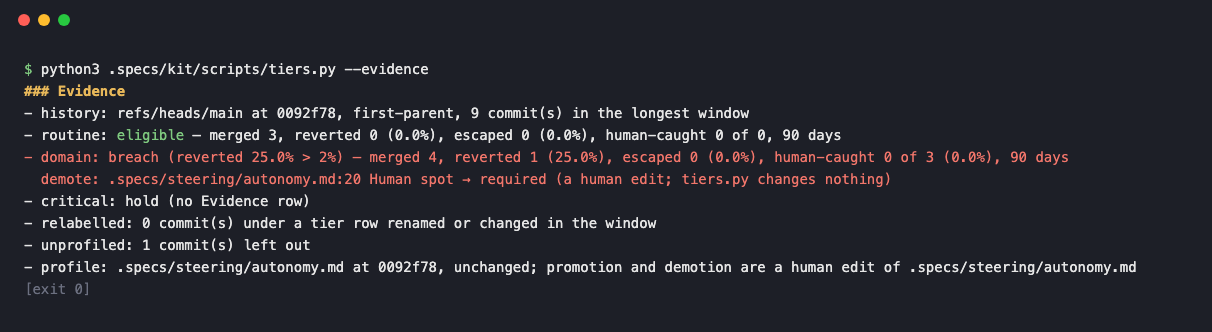 $ python3 .specs/kit/scripts/tiers.py --evidence
### Evidence
- history: refs/heads/main at 0092f78, first-parent, 9 commit(s) in the longest window
- routine: eligible — merged 3, reverted 0 (0.0%), escaped 0 (0.0%), human-caught 0 of 0, 90 days
- domain: breach (reverted 25.0% > 2%) — merged 4, reverted 1 (25.0%), escaped 0 (0.0%), human-caught 0 of 3 (0.0%), 90 days
  demote: .specs/steering/autonomy.md:20 Human spot → required (a human edit; tiers.py changes nothing)
- critical: hold (no Evidence row)
- relabelled: 0 commit(s) under a tier row renamed or changed in the window
- unprofiled: 1 commit(s) left out
- profile: .specs/steering/autonomy.md at 0092f78, unchanged; promotion and demotion are a human edit of .specs/steering/autonomy.md
[exit 0]